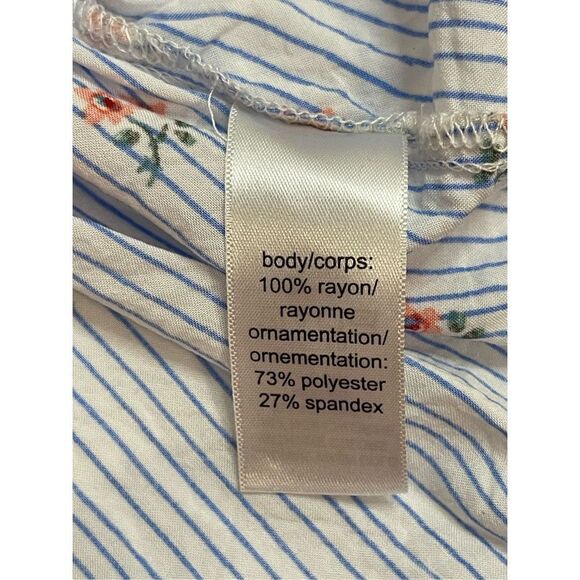 body/corps:
100% rayon/
rayonne
ornamentation/
ornementation:
73% polyester
27% spandex